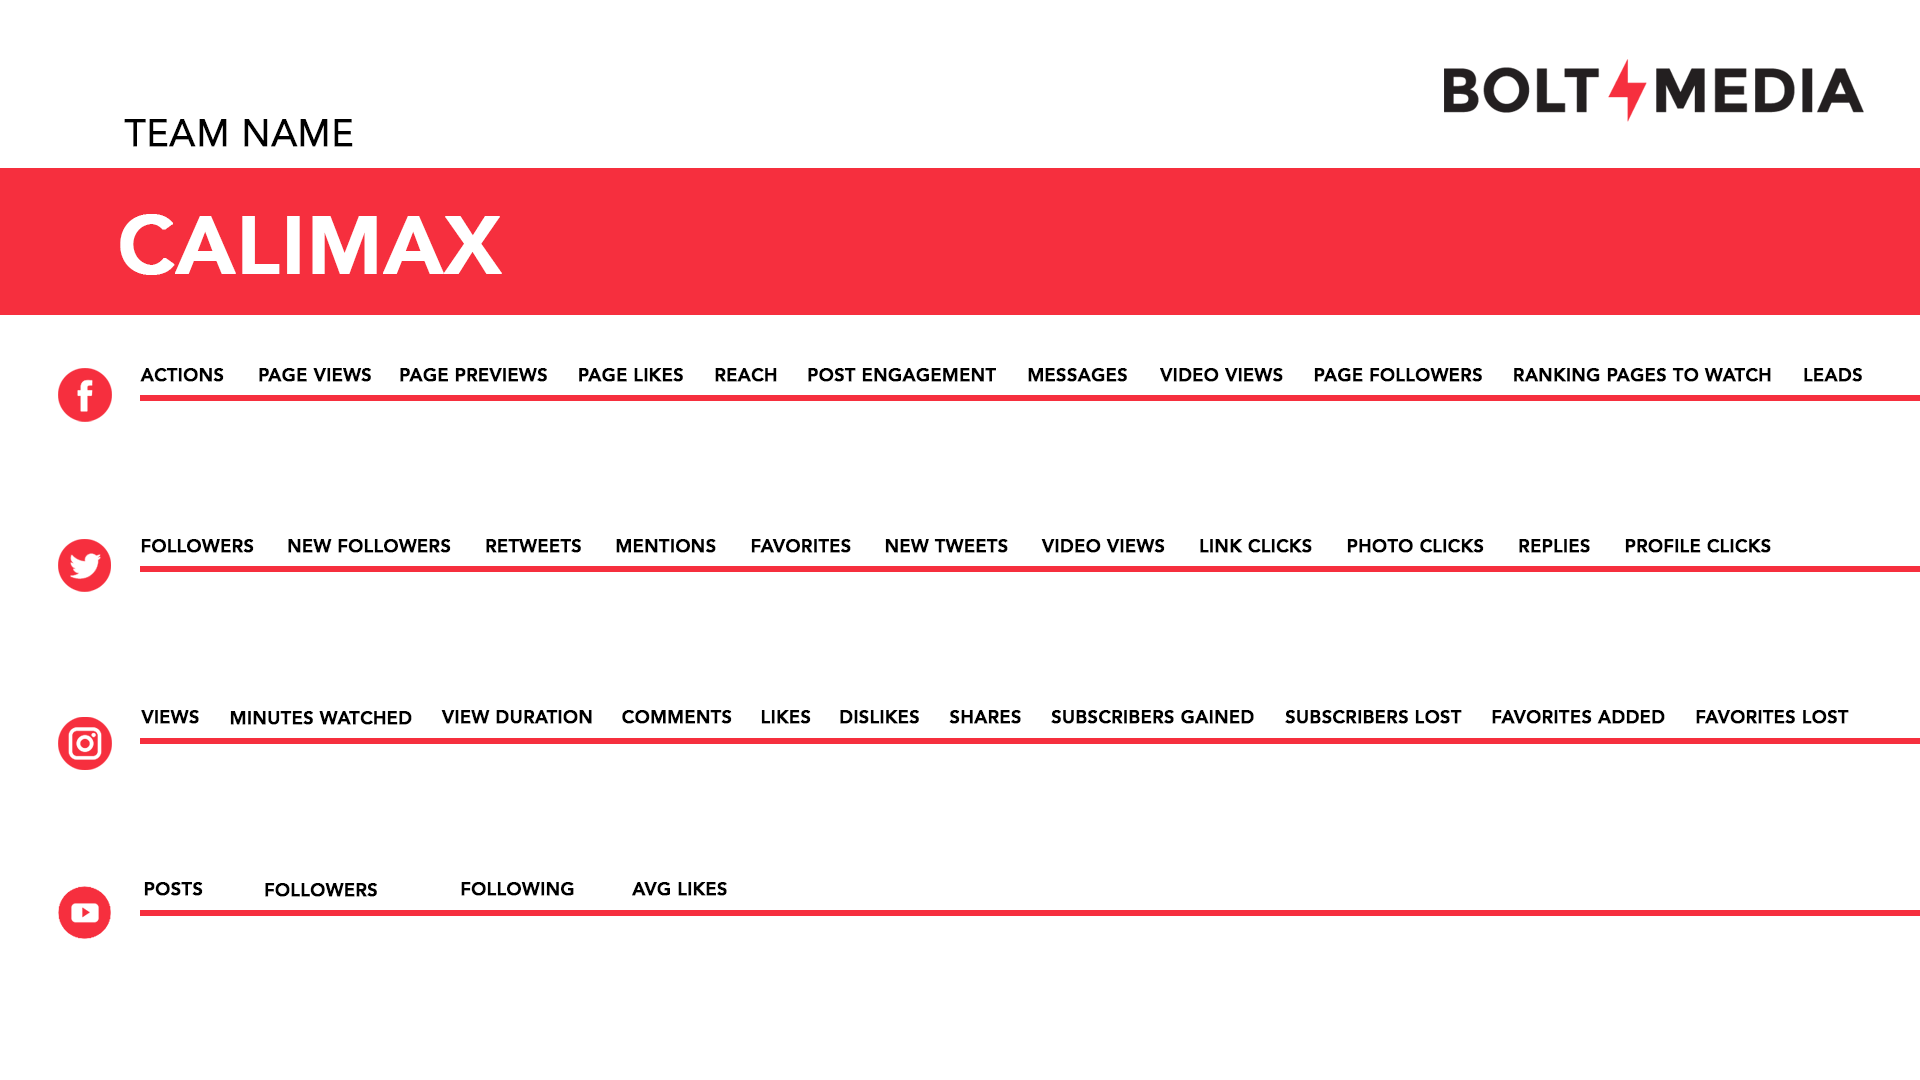 BOLT MEDIA
TEAM NAME
CALIMAX
ACTIONS PAGE VIEWS PAGE PREVIEWS PAGE LIKES REACH POST ENGAGEMENT MESSAGES VIDEO VIEWS PAGE FOLLOWERS RANKING PAGES TO WATCH LEADS
FOLLOWERS NEW FOLLOWERS RETWEETS MENTIONS FAVORITES NEW TWEETS VIDEO VIEWS LINK CLICKS PHOTO CLICKS REPLIES PROFILE CLICKS
VIEWS MINUTES WATCHED VIEW DURATION COMMENTS LIKES DISLIKES SHARES SUBSCRIBERS GAINED SUBSCRIBERS LOST FAVORITES ADDED FAVORITES LOST
POSTS FOLLOWERS FOLLOWING AVG LIKES